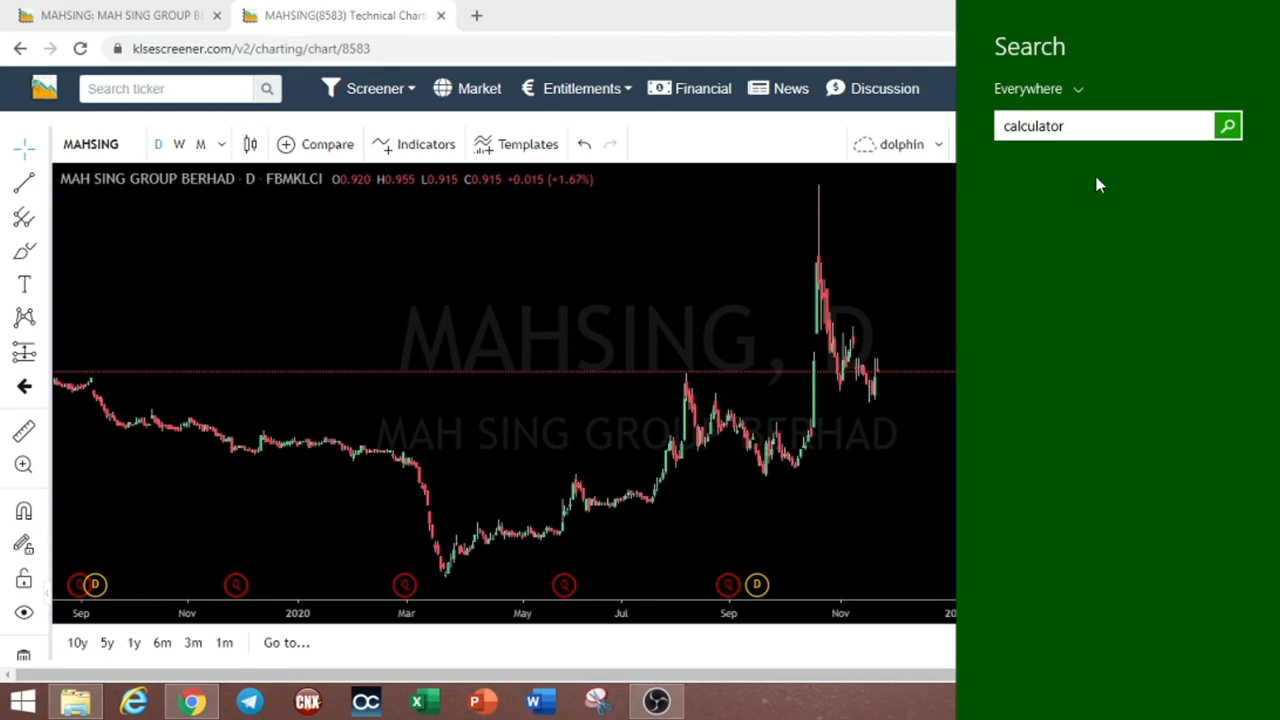 MAHSING: MAH SING GROUP BE
MAHSING(8583) Technical Chart
klsescreener.com/v2/charting/chart/8583
Search ticker
Screener
Market
Entitlements
Financial
News
Discussion
MAHSING
D W M
Compare
Indicators
Templates
dolphin
MAH SING GROUP BERHAD · D · FBMKLCI O0.920 H0.955 L0.915 C0.915 +0.015 (+1.67%)
MAHSING, D
MAH SING GROUP BERHAD
Q D Q Q Q Q D
Sep Nov 2020 Mar May Jul Sep Nov 20
10y 5y 1y 6m 3m 1m Go to...
Search
Everywhere
calculator
CNX
OC